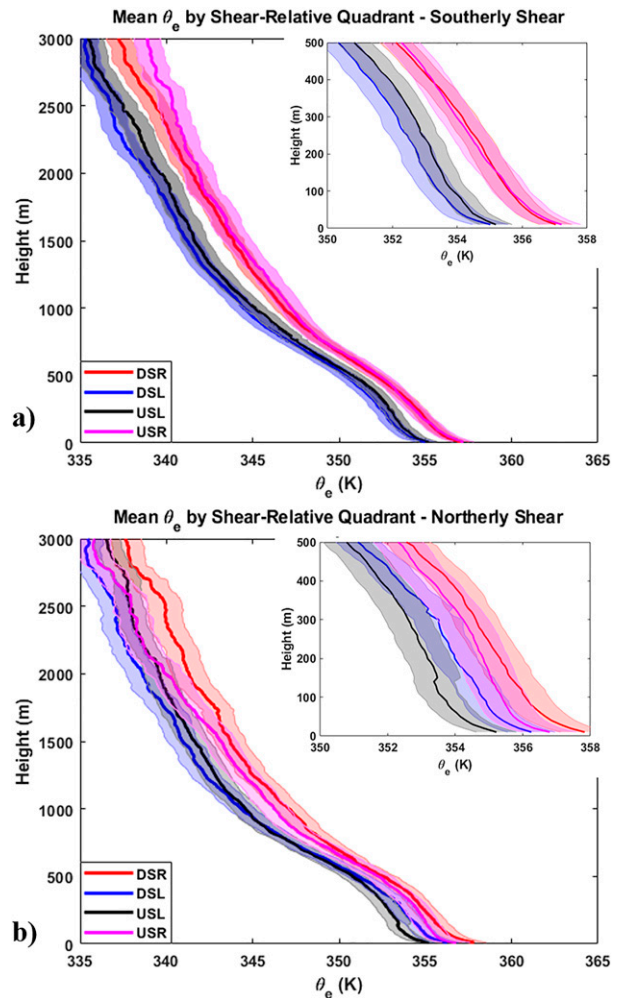 Mean θe by Shear-Relative Quadrant - Southerly Shear
3000
2500
2000
1500
1000
500
0
Height (m)
500
400
300
200
100
0
Height (m)
350 352 354 356 358
θe (K)
DSR
DSL
USL
USR
a)
335 340 345 350 355 360 365
θe (K)
Mean θe by Shear-Relative Quadrant - Northerly Shear
3000
2500
2000
1500
1000
500
0
Height (m)
500
400
300
200
100
0
Height (m)
350 352 354 356 358
θe (K)
DSR
DSL
USL
USR
b)
335 340 345 350 355 360 365
θe (K)